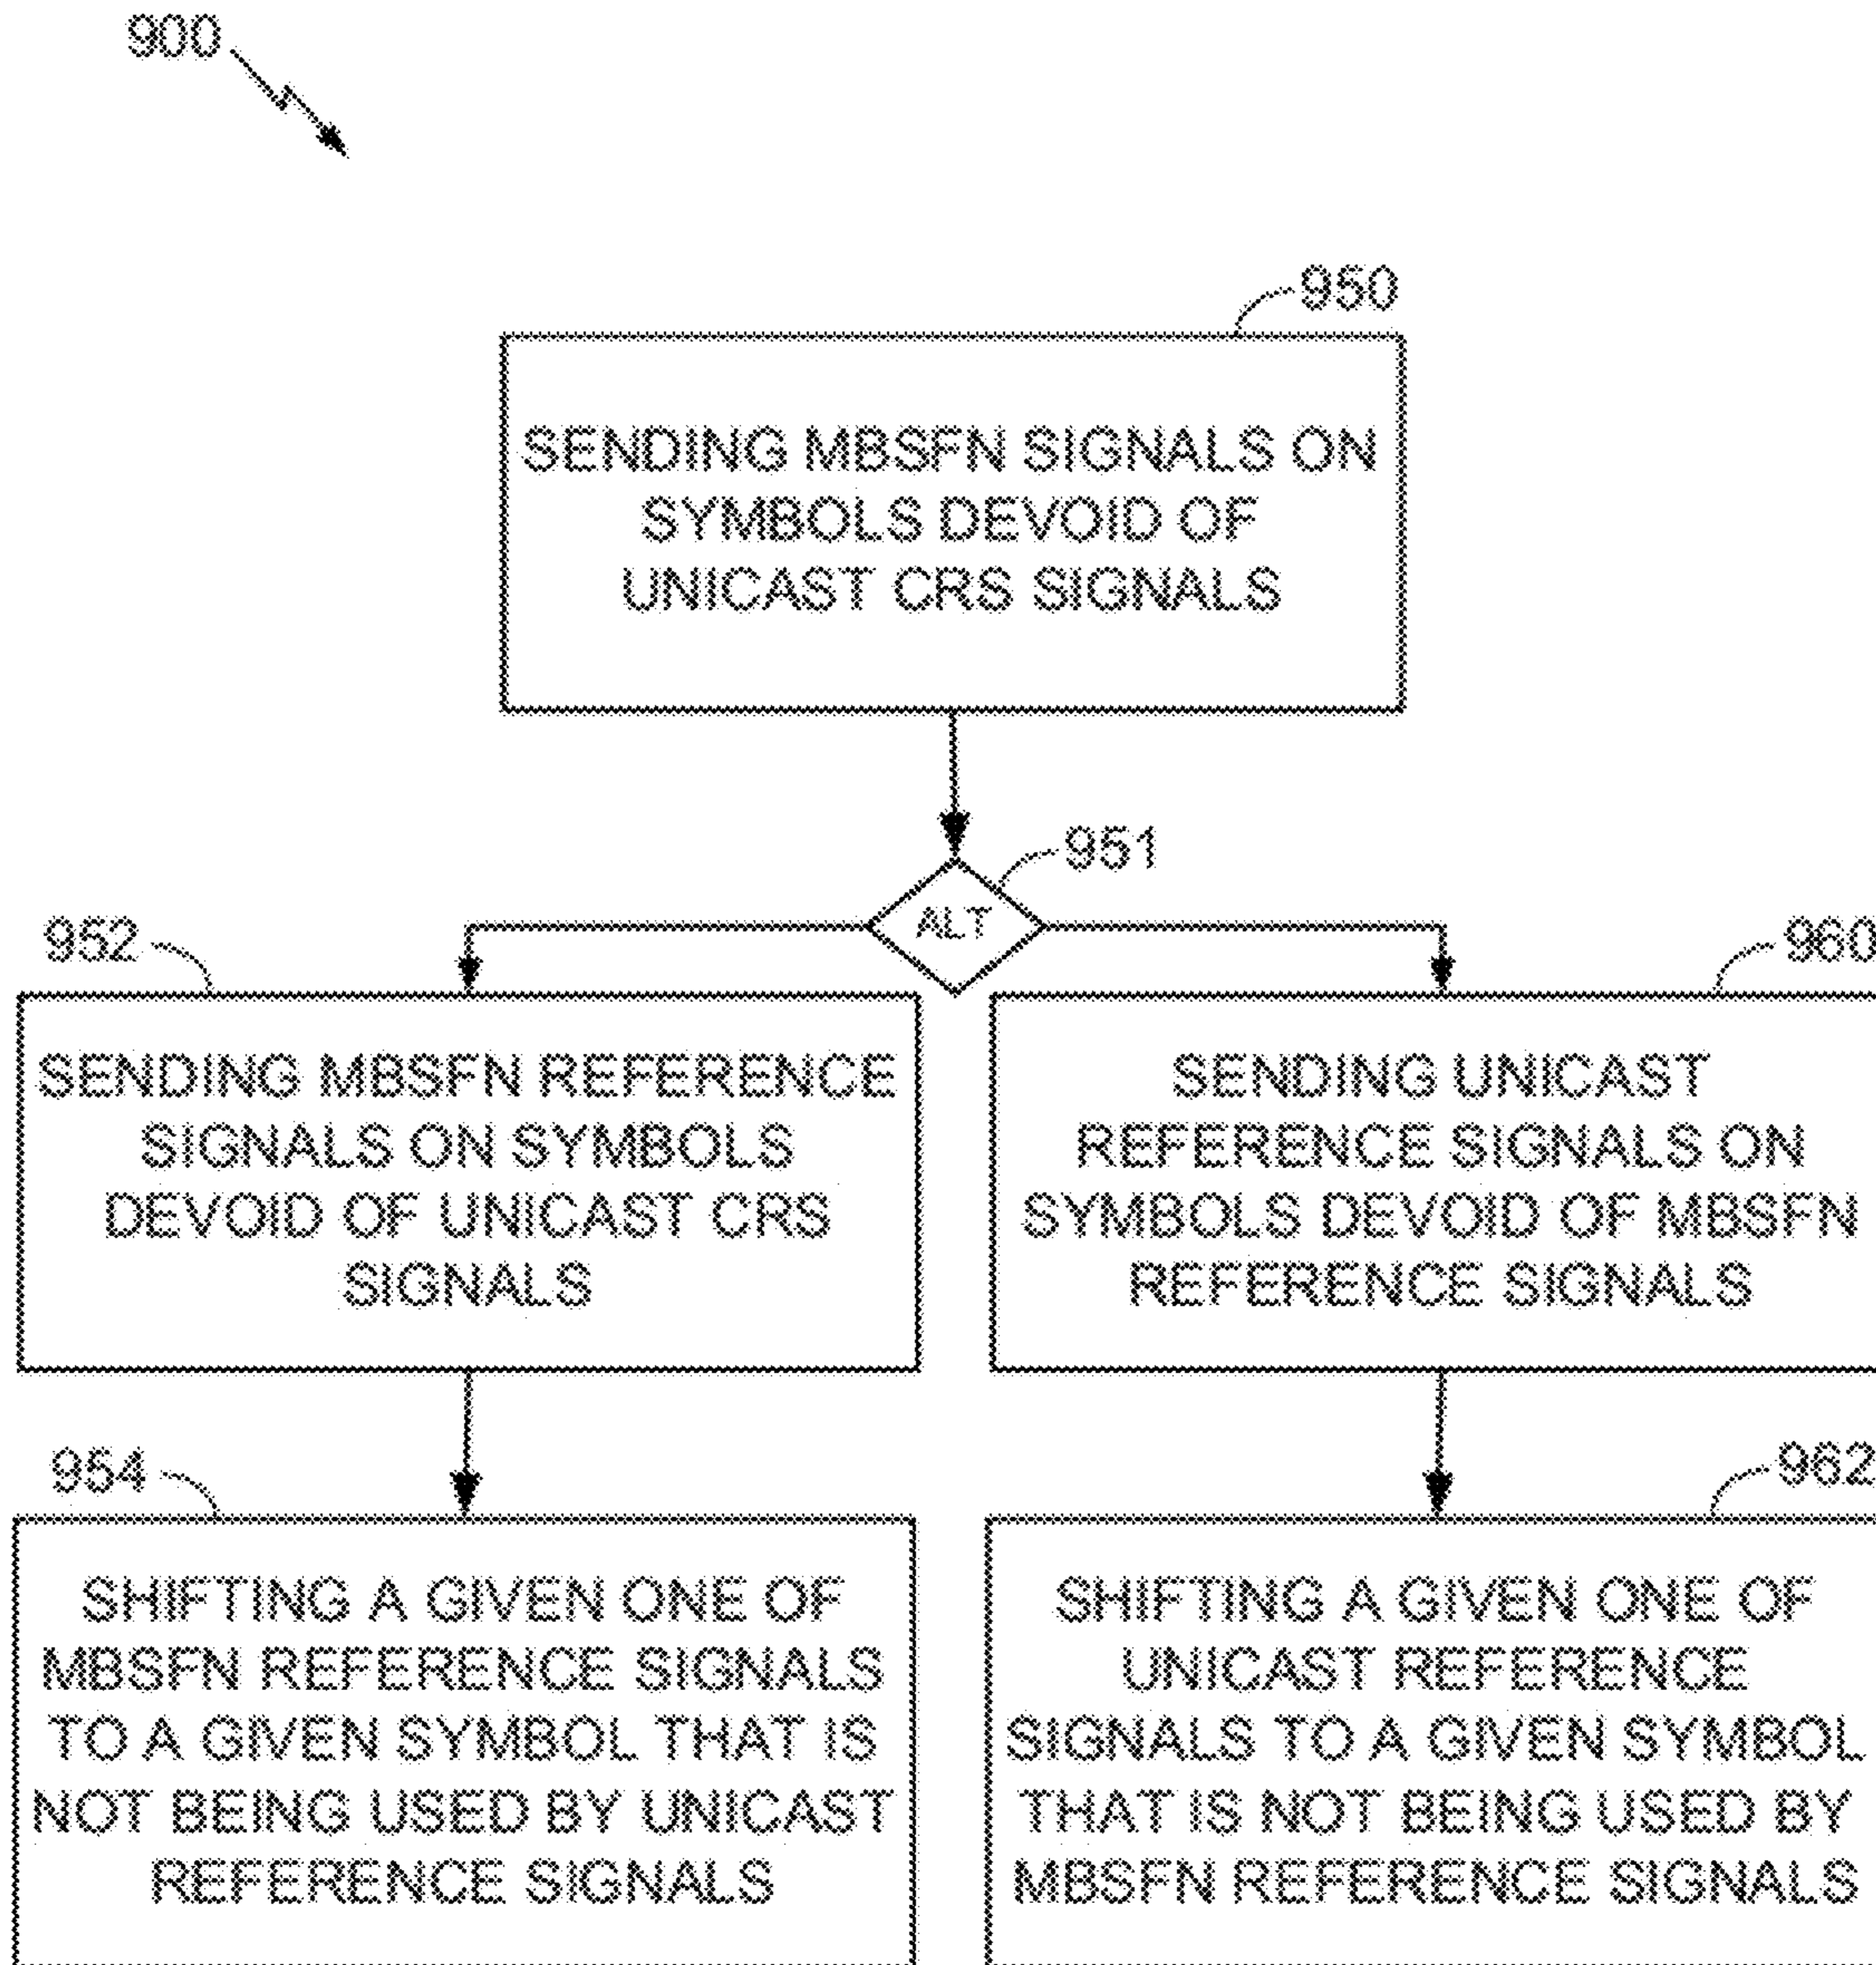 900
950
SENDING MBSFN SIGNALS ON
SYMBOLS DEVOID OF
UNICAST CRS SIGNALS
951
ALT
952
SENDING MBSFN REFERENCE
SIGNALS ON SYMBOLS
DEVOID OF UNICAST CRS
SIGNALS
960
SENDING UNICAST
REFERENCE SIGNALS ON
SYMBOLS DEVOID OF MBSFN
REFERENCE SIGNALS
954
SHIFTING A GIVEN ONE OF
MBSFN REFERENCE SIGNALS
TO A GIVEN SYMBOL THAT IS
NOT BEING USED BY UNICAST
REFERENCE SIGNALS
962
SHIFTING A GIVEN ONE OF
UNICAST REFERENCE
SIGNALS TO A GIVEN SYMBOL
THAT IS NOT BEING USED BY
MBSFN REFERENCE SIGNALS